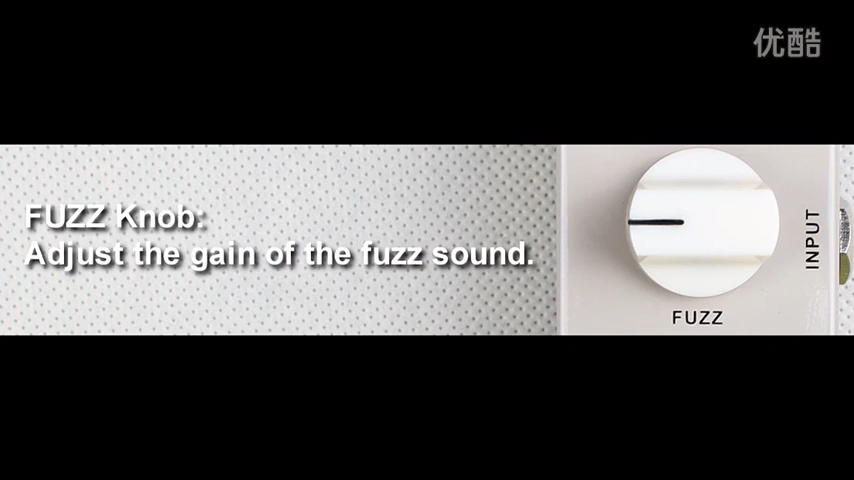 优酷
FUZZ Knob:
Adjust the gain of the fuzz sound.
INPUT
FUZZ